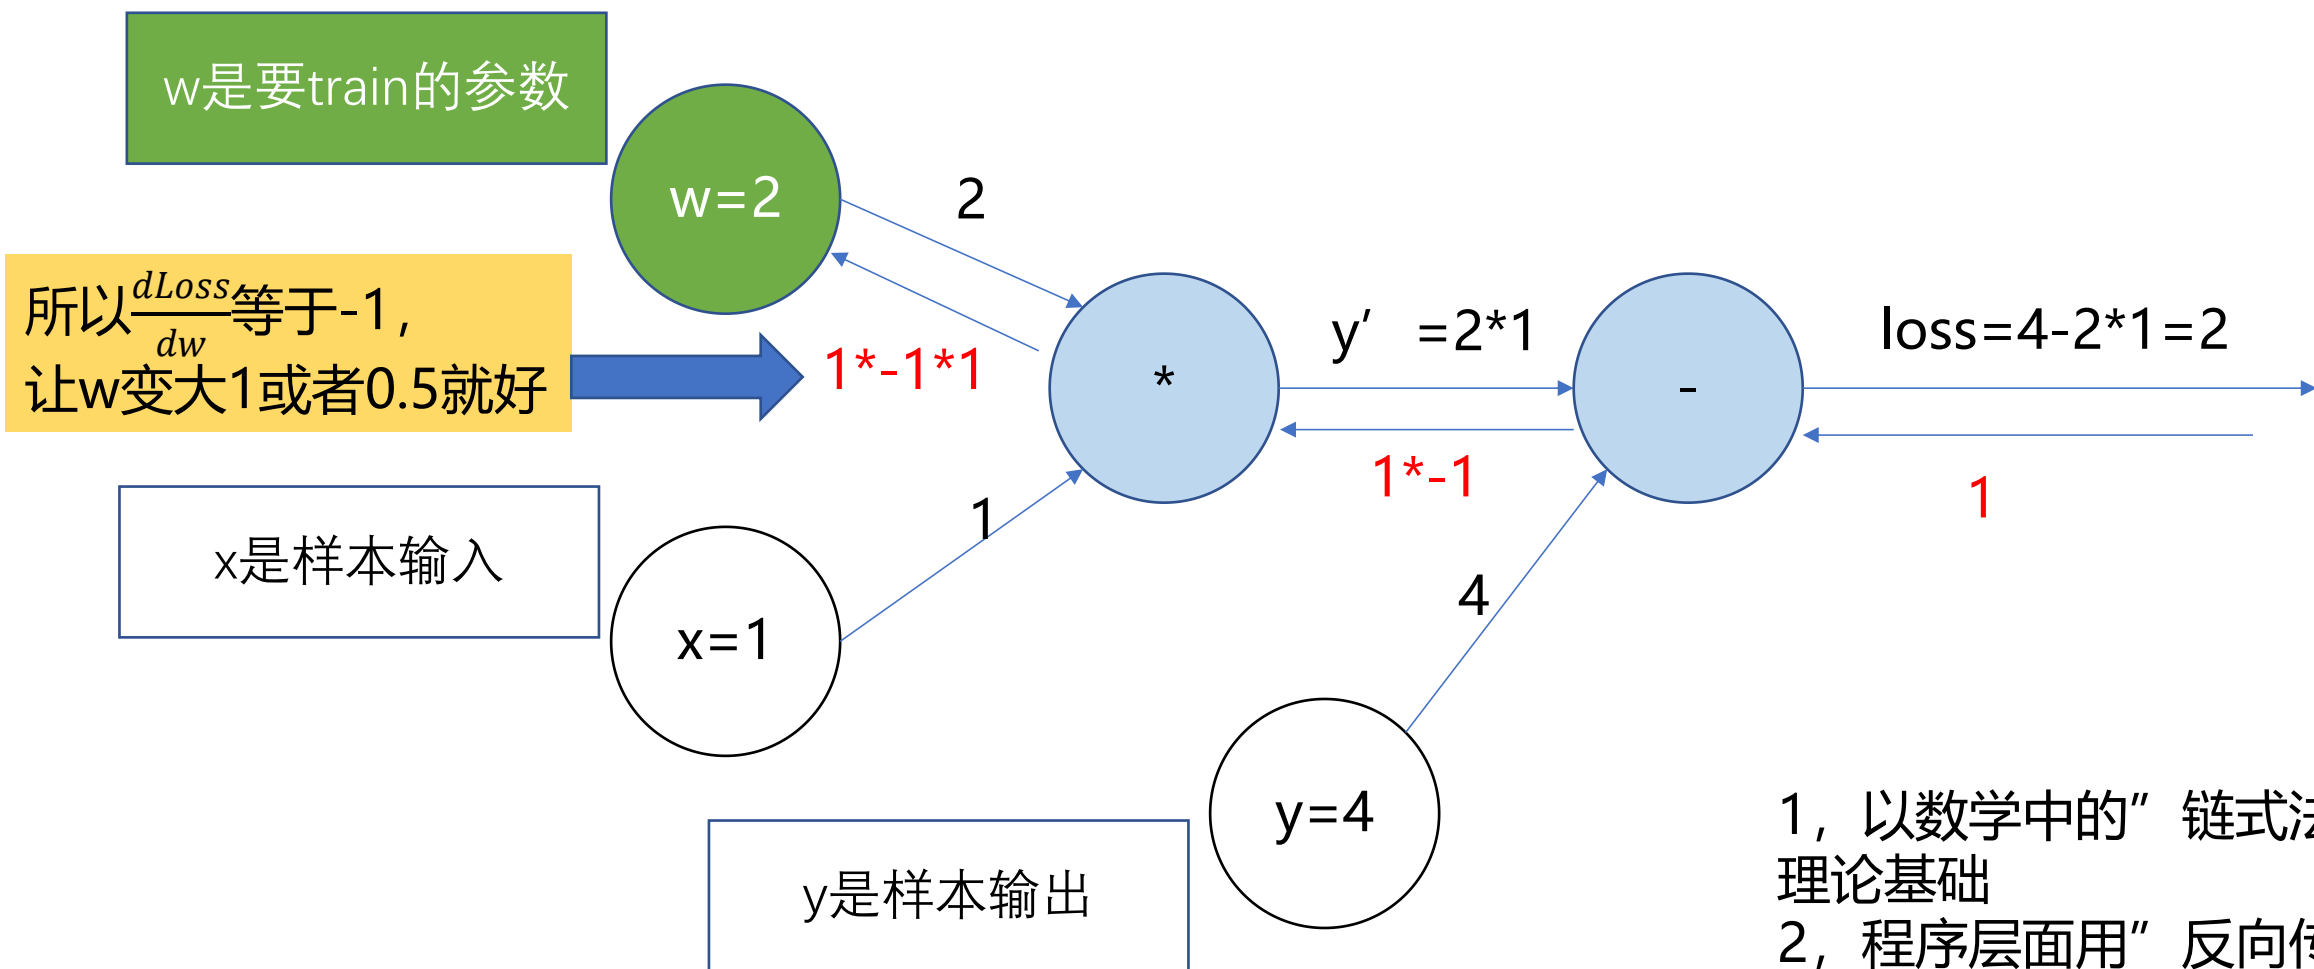 w是要train的参数
w=2
2
所以dLoss/dw等于-1,
让w变大1或者0.5就好
1*-1*1
*
y' =2*1
-
loss=4-2*1=2
1*-1
1
x是样本输入
1
x=1
4
y=4
y是样本输出
1，以数学中的”链式
理论基础
2，程序层面用”反向